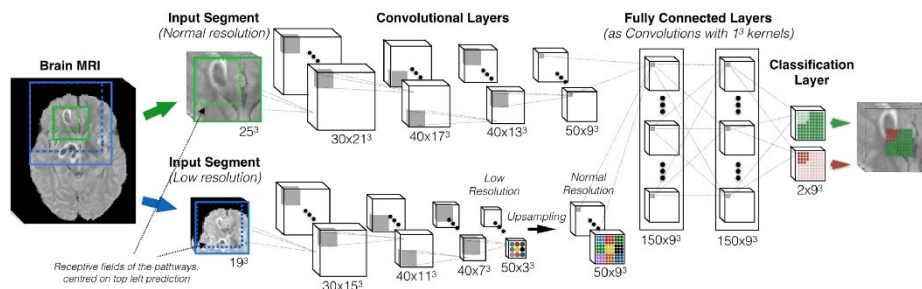 Brain MRI
Input Segment
(Normal resolution)
25³
Convolutional Layers
30x21³
40x17³
40x13³
50x9³
Fully Connected Layers
(as Convolutions with 1³ kernels)
Classification
Layer
2x9³
150x9³
150x9³
Input Segment
(Low resolution)
19³
30x15³
40x11³
40x7³
50x3³
Low
Resolution
Upsampling
Normal
Resolution
50x9³
Receptive fields of the pathways,
centred on top left prediction